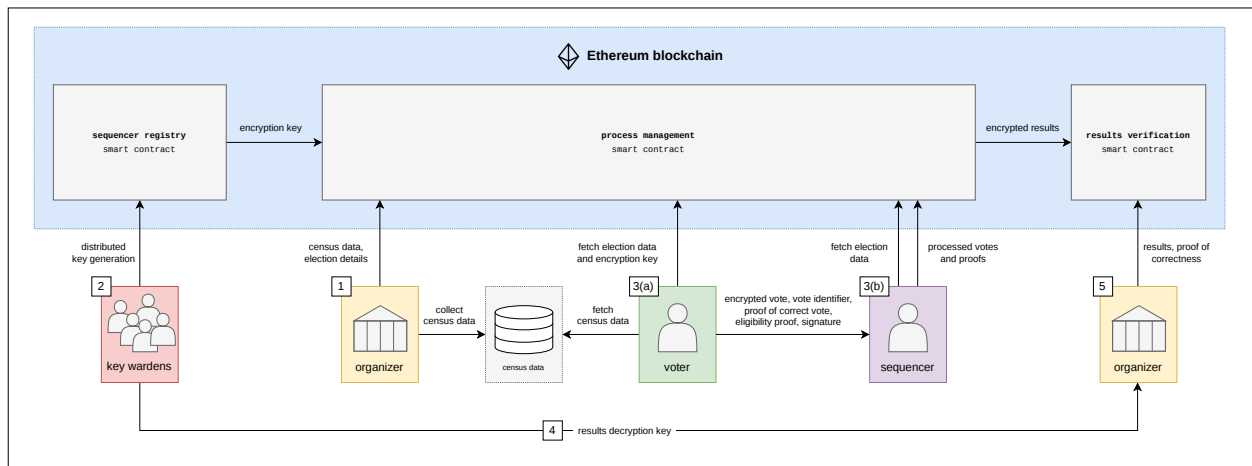 Ethereum blockchain
sequencer registry
smart contract
encryption key
process management
smart contract
encrypted results
results verification
smart contract
distributed
key generation
census data,
election details
fetch election data
and encryption key
fetch election
data
processed votes
and proofs
results, proof of
correctness
2
key wardens
1
organizer
collect
census data
census data
fetch
census data
3(a)
voter
encrypted vote, vote identifier,
proof of correct vote,
eligibility proof, signature
3(b)
sequencer
5
organizer
4
results decryption key